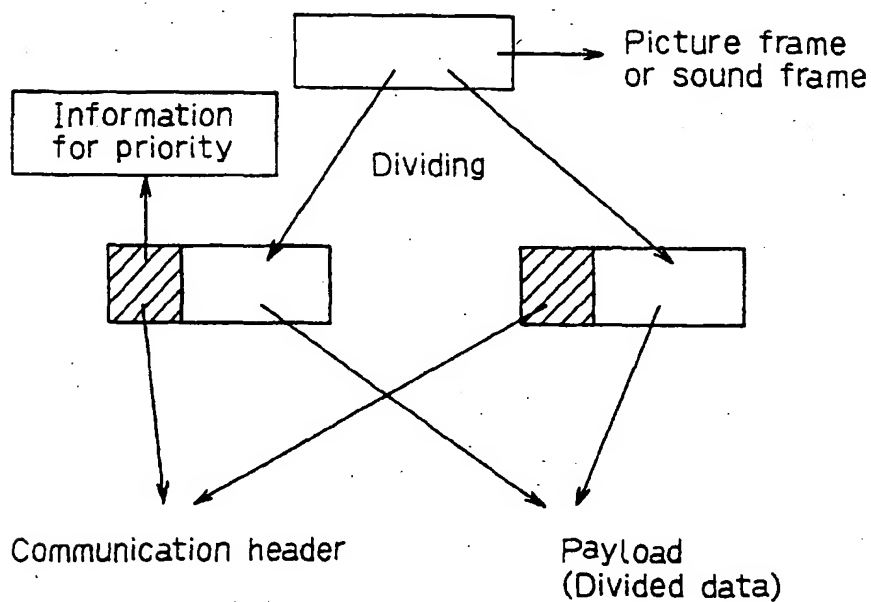 Picture frame
or sound frame
Information
for priority
Dividing
Communication header
Payload
(Divided data)